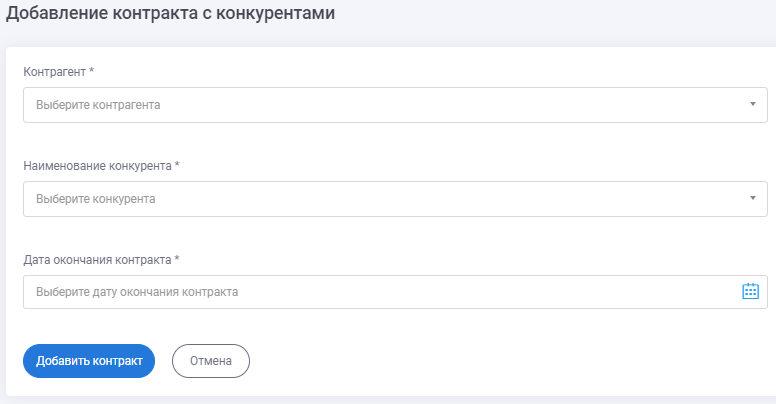 Добавление контракта с конкурентами
Контрагент *
Выберите контрагента
Наименование конкурента *
Выберите конкурента
Дата окончания контракта *
Выберите дату окончания контракта
Добавить контракт
Отмена